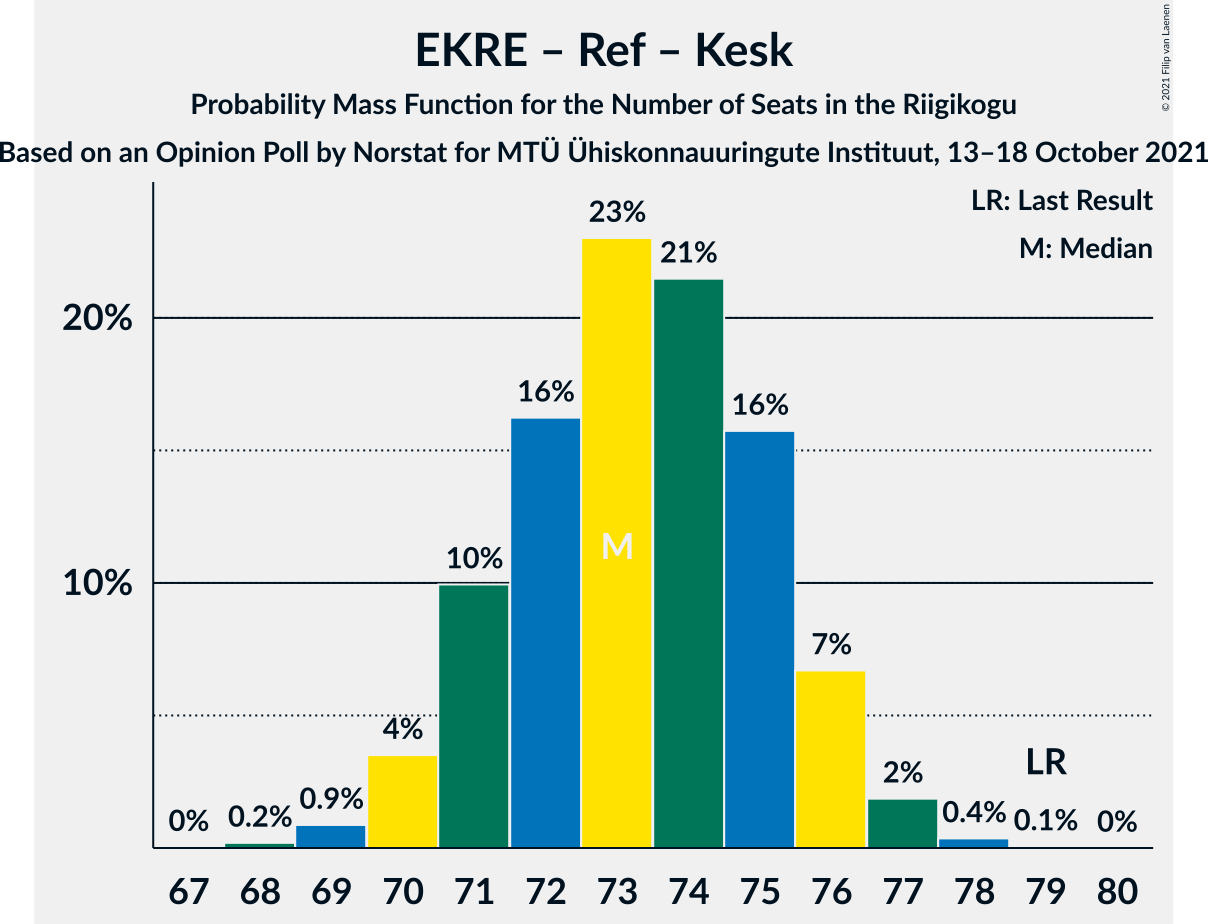 EKRE – Ref – Kesk
Probability Mass Function for the Number of Seats in the Riigikogu
Based on an Opinion Poll by Norstat for MTÜ Ühiskonnauuringute Instituut, 13–18 October 2021
© 2021 Filip van Laenen
LR: Last Result
M: Median
23%
21%
20%
16%
16%
M
10%
10%
7%
4%
LR
2%
0%
0.2%
0.9%
0.4%
0.1%
0%
67 68 69 70 71 72 73 74 75 76 77 78 79 80